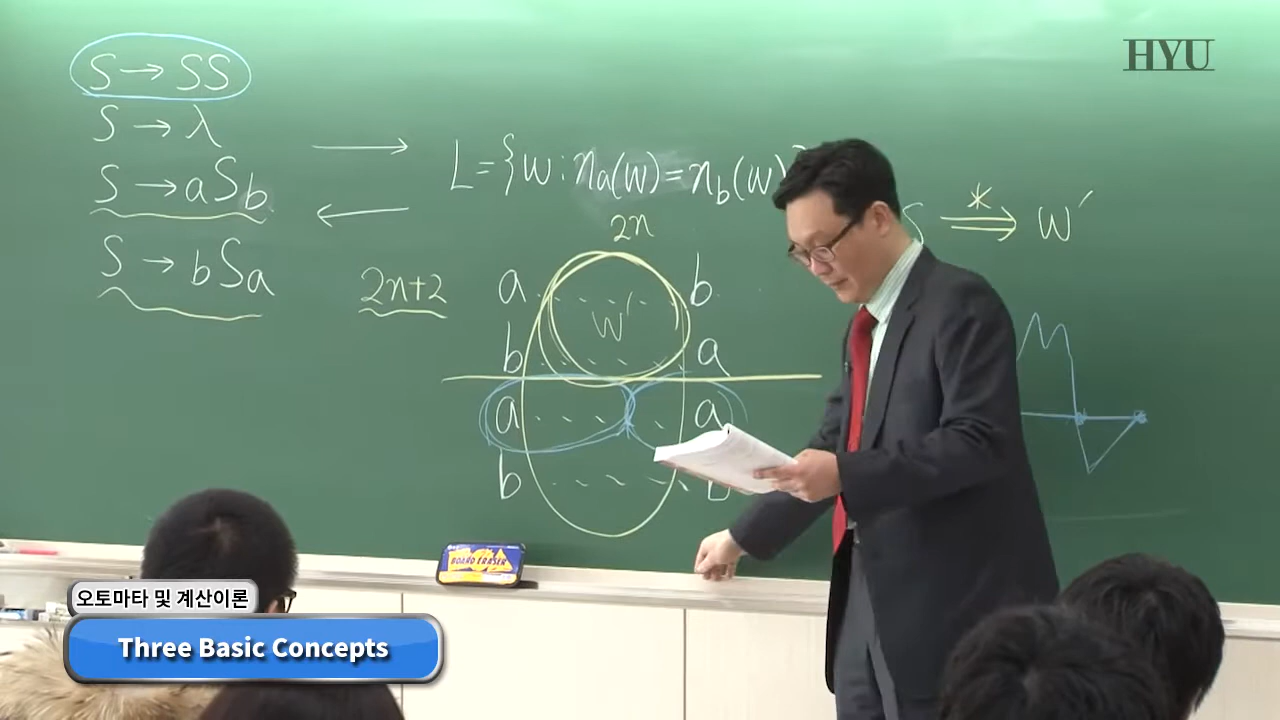 HYU
S → SS
S → λ
S → aSb
S → bSa
L = {w : na(w) = nb(w)
S *⇒ w′
2n+2
2n
a b
w′
b a
a a
b b
BOARD ERASER
오토마타 및 계산이론
Three Basic Concepts